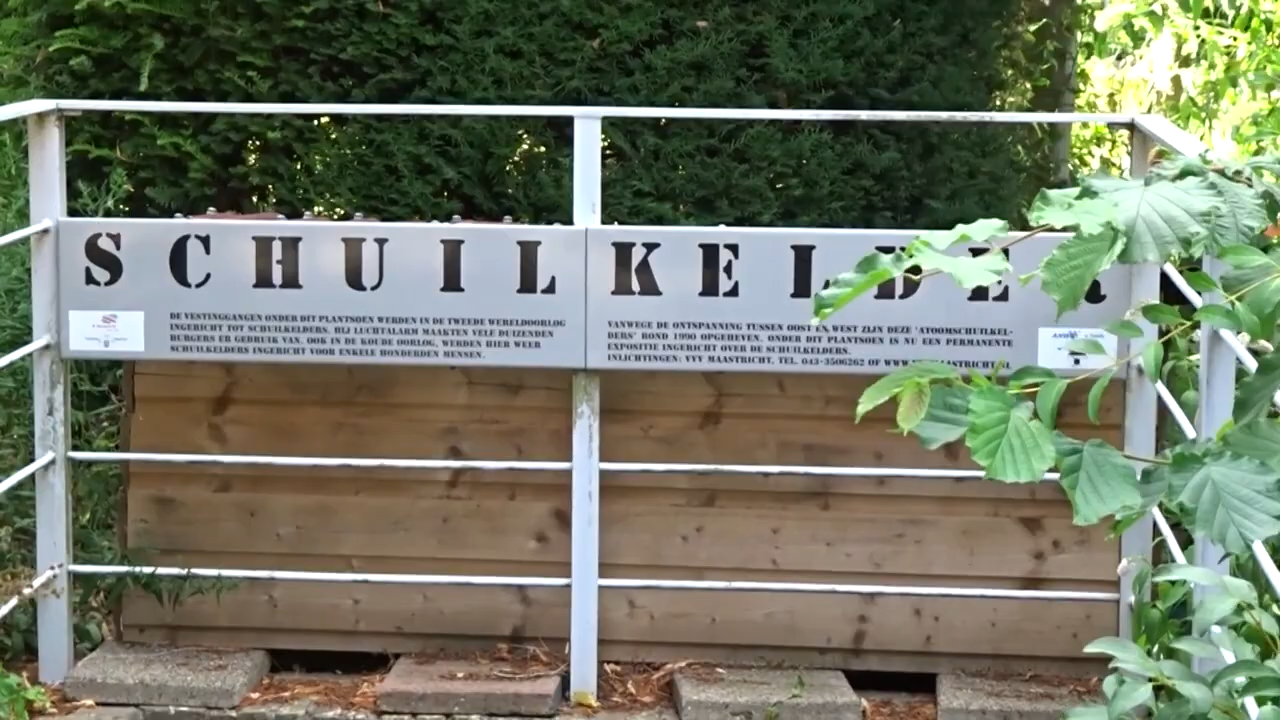 SCHUILKELDER
DE VESTINGGANGEN ONDER DIT PLANTSOEN WERDEN IN DE TWEEDE WERELDOORLOG
INGERICHT TOT SCHUILKELDERS. BIJ LUCHTALARM MAAKTEN VELE DUIZENDEN
BURGERS ER GEBRUIK VAN. OOK IN DE KOUDE OORLOG, WERDEN HIER WEER
SCHUILKELDERS INGERICHT VOOR ENKELE HONDERDEN MENSEN.
VANWEGE DE ONTSPANNING TUSSEN OOST EN WEST ZIJN DEZE 'ATOOMSCHUILKEL-
DERS' ROND 1990 OPGEHEVEN. ONDER DIT PLANTSOEN IS NU EEN PERMANENTE
EXPOSITIE INGERICHT OVER DE SCHUILKELDERS.
INLICHTINGEN: VVV MAASTRICHT, TEL. 043-3506262 OF